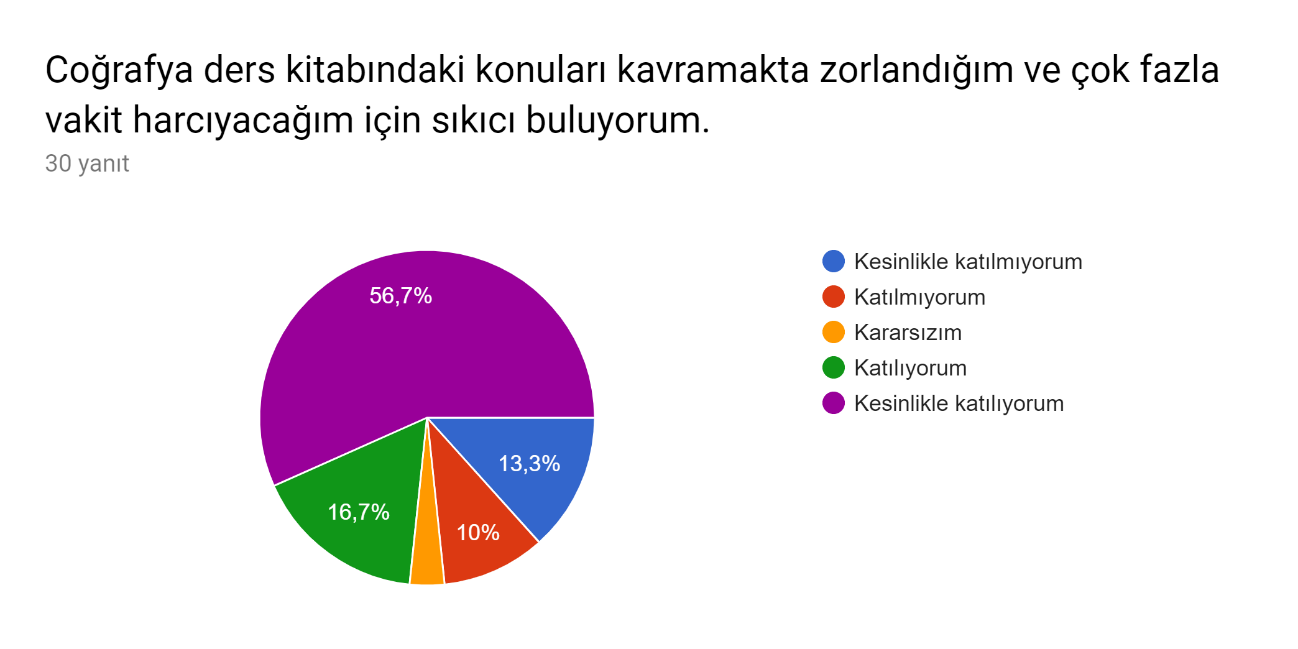 Coğrafya ders kitabındaki konuları kavramakta zorlandığım ve çok fazla
vakit harcıyacağım için sıkıcı buluyorum.
30 yanıt
56,7%
13,3%
16,7%
10%
Kesinlikle katılmıyorum
Katılmıyorum
Kararsızım
Katılıyorum
Kesinlikle katılıyorum